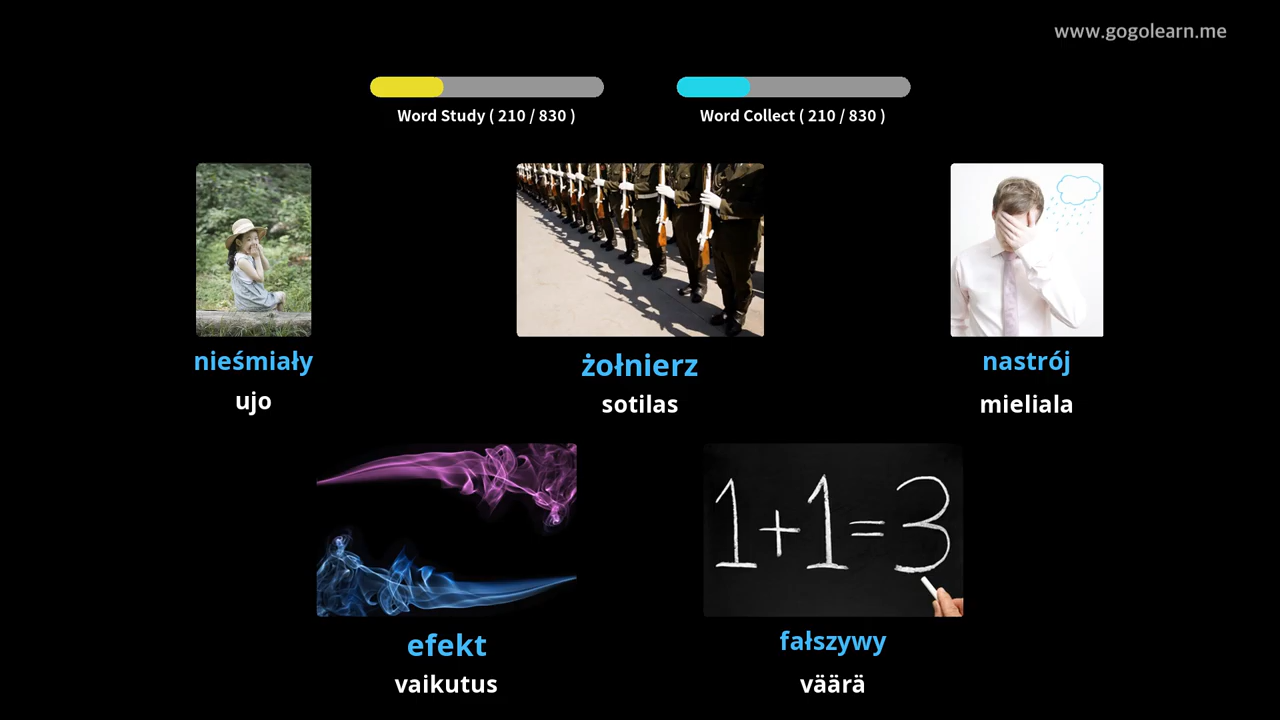 www.gogolearn.me
Word Study ( 210 / 830 )
Word Collect ( 210 / 830 )
nieśmiały
ujo
żołnierz
sotilas
nastrój
mieliala
efekt
vaikutus
1+1=3
fałszywy
väärä